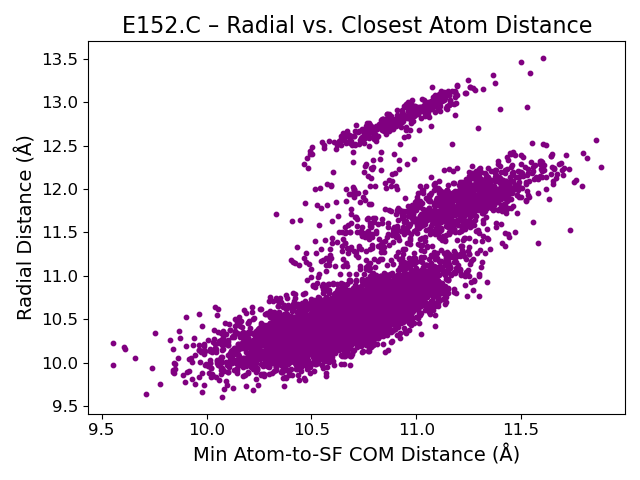 E152.C – Radial vs. Closest Atom Distance
Radial Distance (Å)
13.5
13.0
12.5
12.0
11.5
11.0
10.5
10.0
9.5
9.5 10.0 10.5 11.0 11.5
Min Atom-to-SF COM Distance (Å)